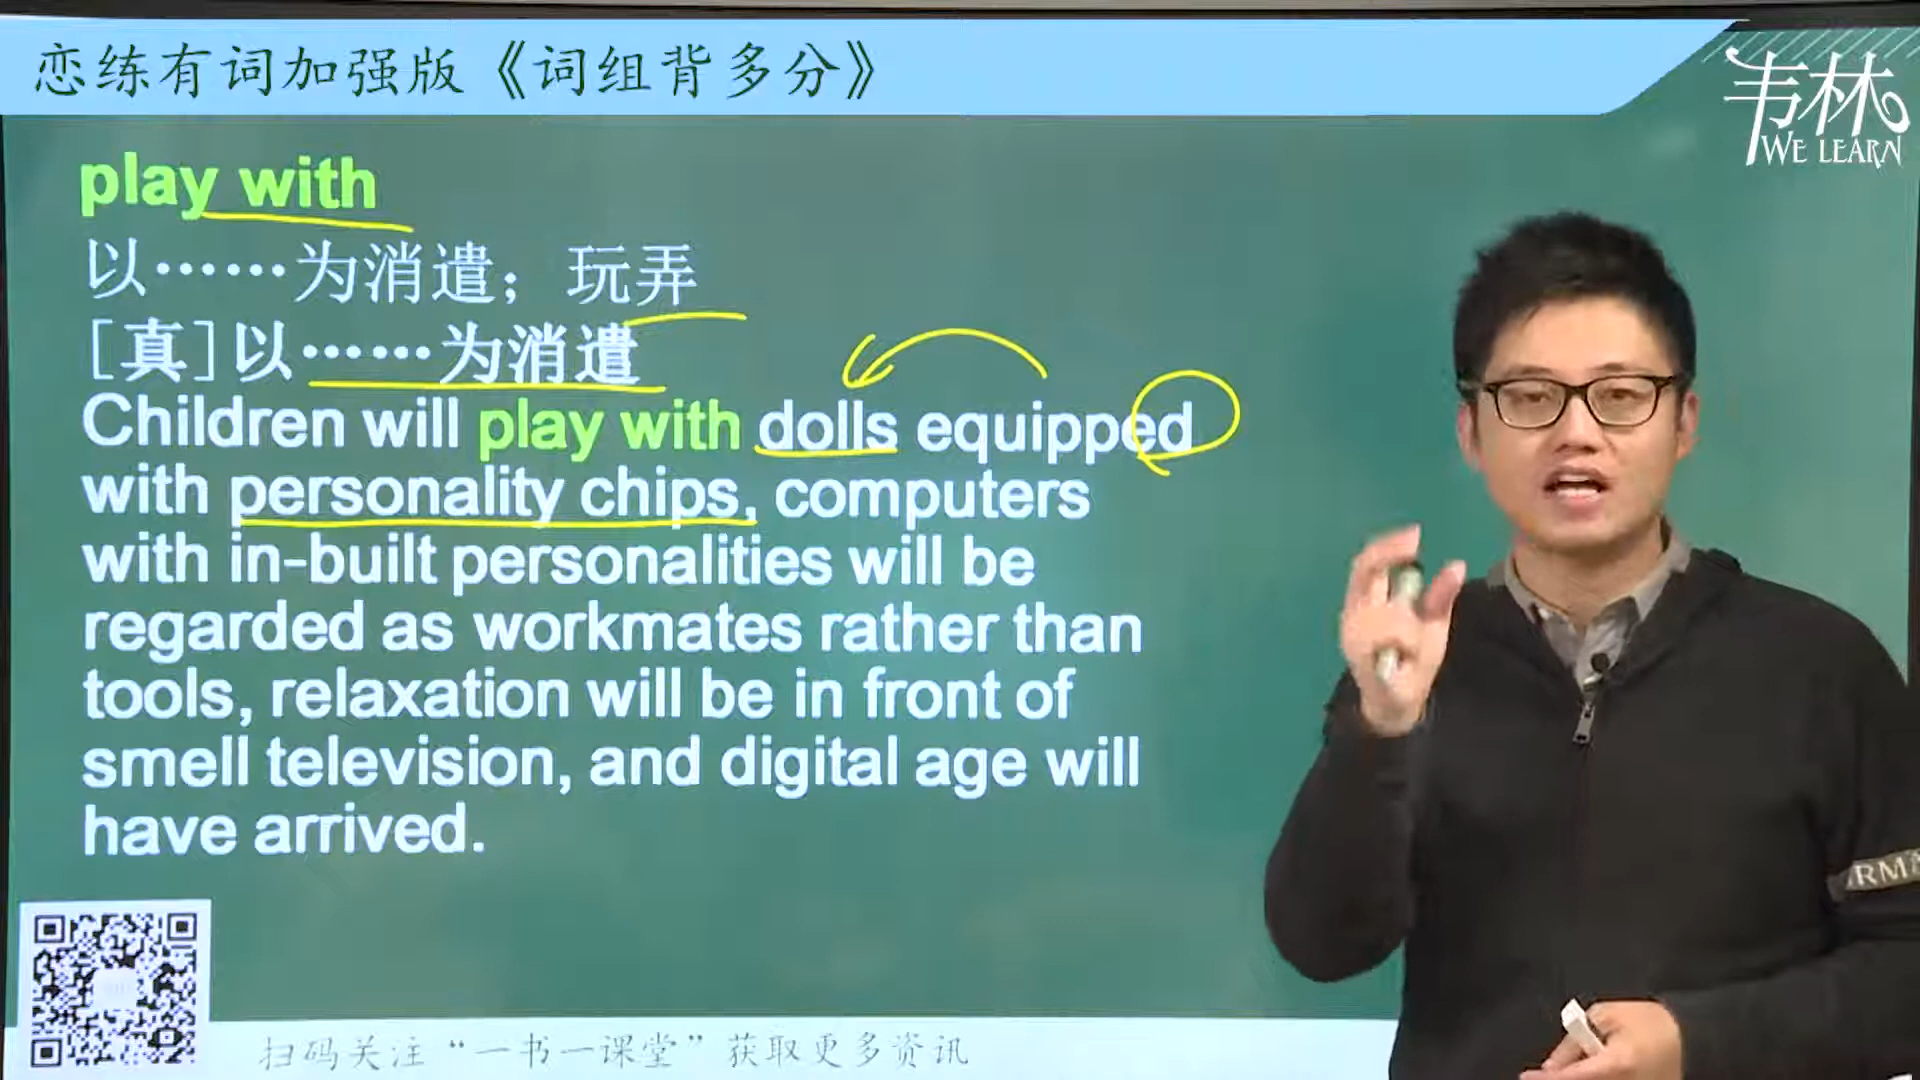 恋练有词加强版《词组背多分》
韦林
WE LEARN
play with
以……为消遣；玩弄
[真]以……为消遣
Children will play with dolls equipped
with personality chips, computers
with in-built personalities will be
regarded as workmates rather than
tools, relaxation will be in front of
smell television, and digital age will
have arrived.
扫码关注“一书一课堂”获取更多资讯